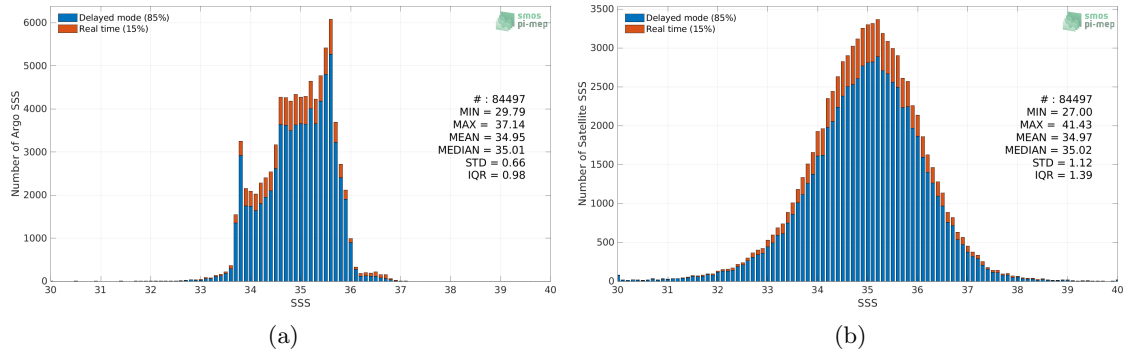 Delayed mode (85%)
Real time (15%)
smos
pi-mep
Number of Argo SSS
6000
5000
4000
3000
2000
1000
0
# : 84497
MIN = 29.79
MAX = 37.14
MEAN = 34.95
MEDIAN = 35.01
STD = 0.66
IQR = 0.98
30 31 32 33 34 35 36 37 38 39 40
SSS
(a)
Delayed mode (85%)
Real time (15%)
smos
pi-mep
Number of Satellite SSS
3500
3000
2500
2000
1500
1000
500
0
# : 84497
MIN = 27.00
MAX = 41.43
MEAN = 34.97
MEDIAN = 35.02
STD = 1.12
IQR = 1.39
30 31 32 33 34 35 36 37 38 39 40
SSS
(b)